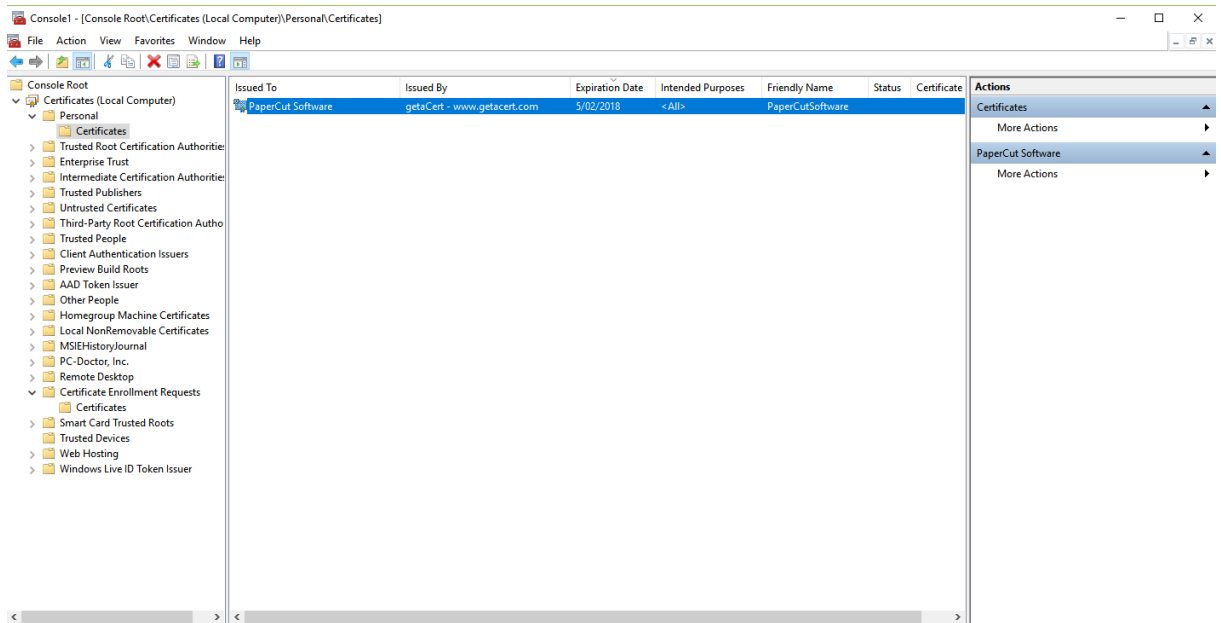 Console1 - [Console Root\Certificates (Local Computer)\Personal\Certificates]
File Action View Favorites Window Help
Console Root
Certificates (Local Computer)
Personal
Certificates
Trusted Root Certification Authorities
Enterprise Trust
Intermediate Certification Authorities
Trusted Publishers
Untrusted Certificates
Third-Party Root Certification Autho
Trusted People
Client Authentication Issuers
Preview Build Roots
AAD Token Issuer
Other People
Homegroup Machine Certificates
Local NonRemovable Certificates
MSIEHistoryJournal
PC-Doctor, Inc.
Remote Desktop
Certificate Enrollment Requests
Certificates
Smart Card Trusted Roots
Trusted Devices
Web Hosting
Windows Live ID Token Issuer
Issued To Issued By Expiration Date Intended Purposes Friendly Name Status Certificate
PaperCut Software getaCert - www.getacert.com 5/02/2018 <All> PaperCutSoftware
Actions
Certificates
More Actions
PaperCut Software
More Actions